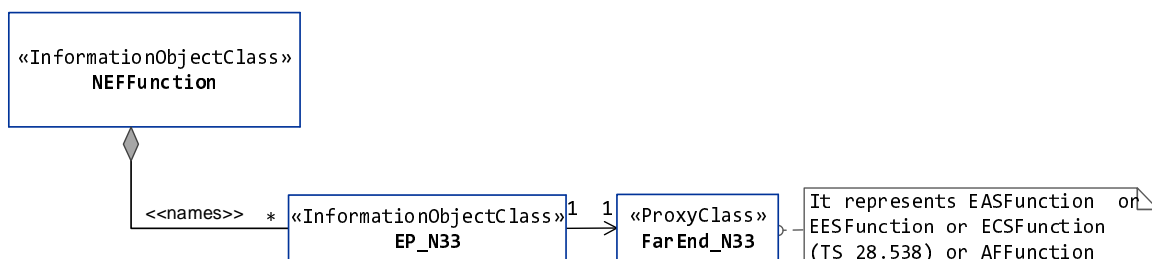 «InformationObjectClass»
NEFFunction
<<names>>
*
«InformationObjectClass»
EP_N33
1
1
«ProxyClass»
FarEnd_N33
It represents EASFunction or
EESFunction or ECSFunction
(TS 28.538) or AFFunction